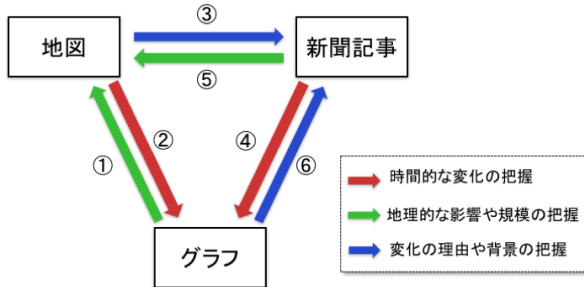 ③
地図
新聞記事
⑤
②
④
①
⑥
時間的な変化の把握
地理的な影響や規模の把握
変化の理由や背景の把握
グラフ